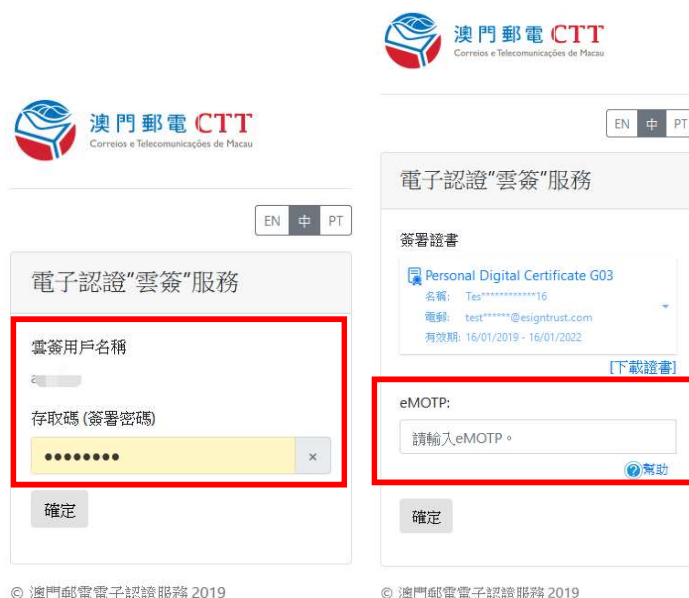 澳門郵電 CTT
Correios e Telecomunicações de Macau
EN 中 PT
電子認證"雲簽"服務
雲簽用戶名稱
存取碼 (簽署密碼)
••••••••
×
確定
© 澳門郵電電子認證服務 2019
澳門郵電 CTT
Correios e Telecomunicações de Macau
EN 中 PT
電子認證"雲簽"服務
簽署證書
Personal Digital Certificate G03
名稱: Tes************16
電郵: test******@esigntrust.com
有效期: 16/01/2019 - 16/01/2022
[下載證書]
eMOTP:
請輸入eMOTP。
?幫助
確定
© 澳門郵電電子認證服務 2019